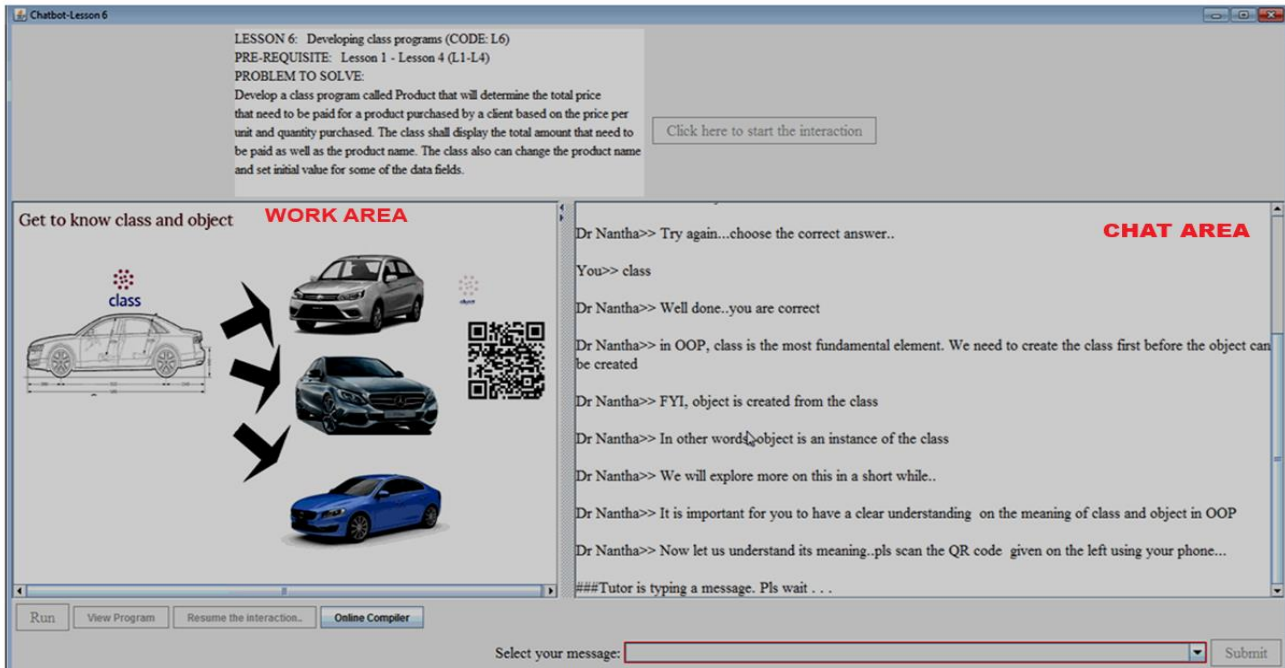 Chatbot-Lesson 6
LESSON 6: Developing class programs (CODE: L6)
PRE-REQUISITE: Lesson 1 - Lesson 4 (L1-L4)
PROBLEM TO SOLVE:
Develop a class program called Product that will determine the total price
that need to be paid for a product purchased by a client based on the price per
unit and quantity purchased. The class shall display the total amount that need to
be paid as well as the product name. The class also can change the product name
and set initial value for some of the data fields.
Click here to start the interaction
Get to know class and object
WORK AREA
class
object
CHAT AREA
Dr Nantha>> Try again...choose the correct answer..
You>> class
Dr Nantha>> Well done..you are correct
Dr Nantha>> in OOP, class is the most fundamental element. We need to create the class first before the object can
be created
Dr Nantha>> FYI, object is created from the class
Dr Nantha>> In other words, object is an instance of the class
Dr Nantha>> We will explore more on this in a short while..
Dr Nantha>> It is important for you to have a clear understanding on the meaning of class and object in OOP
Dr Nantha>> Now let us understand its meaning..pls scan the QR code given on the left using your phone...
###Tutor is typing a message. Pls wait . . .
Run
View Program
Resume the interaction..
Online Compiler
Select your message:
Submit